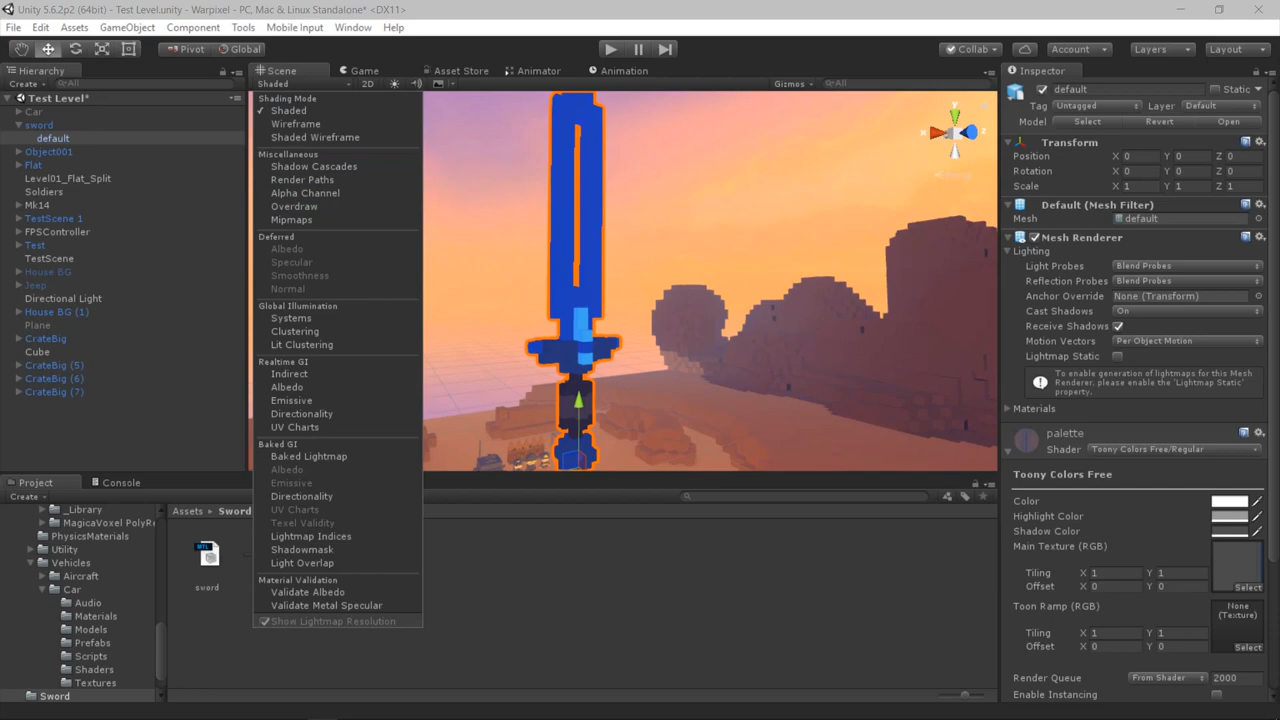 Unity 5.6.2p2 (64bit) - Test Level.unity - Warpixel - PC, Mac & Linux Standalone* <DX11>
File Edit Assets GameObject Component Tools Mobile Input Window Help
Pivot Global Collab Account Layers Layout
Hierarchy
Create All
Test Level*
Car
sword
default
Object001
Flat
Level01_Flat_Split
Soldiers
Mk14
TestScene 1
FPSController
Test
TestScene
House BG
Jeep
Directional Light
House BG (1)
Plane
CrateBig
Cube
CrateBig (5)
CrateBig (6)
CrateBig (7)
Scene Game Asset Store Animator Animation
Shaded 2D Gizmos All
Shading Mode
Shaded
Wireframe
Shaded Wireframe
Miscellaneous
Shadow Cascades
Render Paths
Alpha Channel
Overdraw
Mipmaps
Deferred
Albedo
Specular
Smoothness
Normal
Global Illumination
Systems
Clustering
Lit Clustering
Realtime GI
Indirect
Albedo
Emissive
Directionality
UV Charts
Baked GI
Baked Lightmap
Albedo
Emissive
Directionality
UV Charts
Texel Validity
Lightmap Indices
Shadowmask
Light Overlap
Material Validation
Validate Albedo
Validate Metal Specular
Show Lightmap Resolution
y
x
z
Project Console
Create
_Library
MagicaVoxel PolyRe
PhysicsMaterials
Utility
Vehicles
Aircraft
Car
Audio
Materials
Models
Prefabs
Scripts
Shaders
Textures
Sword
Assets Sword
MTL
sword
Inspector
default Static
Tag Untagged Layer Default
Model Select Revert Open
Transform
Position X 0 Y 0 Z 0
Rotation X 0 Y 0 Z 0
Scale X 1 Y 1 Z 1
Default (Mesh Filter)
Mesh default
Mesh Renderer
Lighting
Light Probes Blend Probes
Reflection Probes Blend Probes
Anchor Override None (Transform)
Cast Shadows On
Receive Shadows
Motion Vectors Per Object Motion
Lightmap Static
To enable generation of lightmaps for this Mesh
Renderer, please enable the 'Lightmap Static'
property.
Materials
palette
Shader Toony Colors Free/Regular
Toony Colors Free
Color
Highlight Color
Shadow Color
Main Texture (RGB)
Tiling X 1 Y 1
Offset X 0 Y 0
Select
Toon Ramp (RGB)
None
(Texture)
Tiling X 1 Y 1
Offset X 0 Y 0
Select
Render Queue From Shader 2000
Enable Instancing